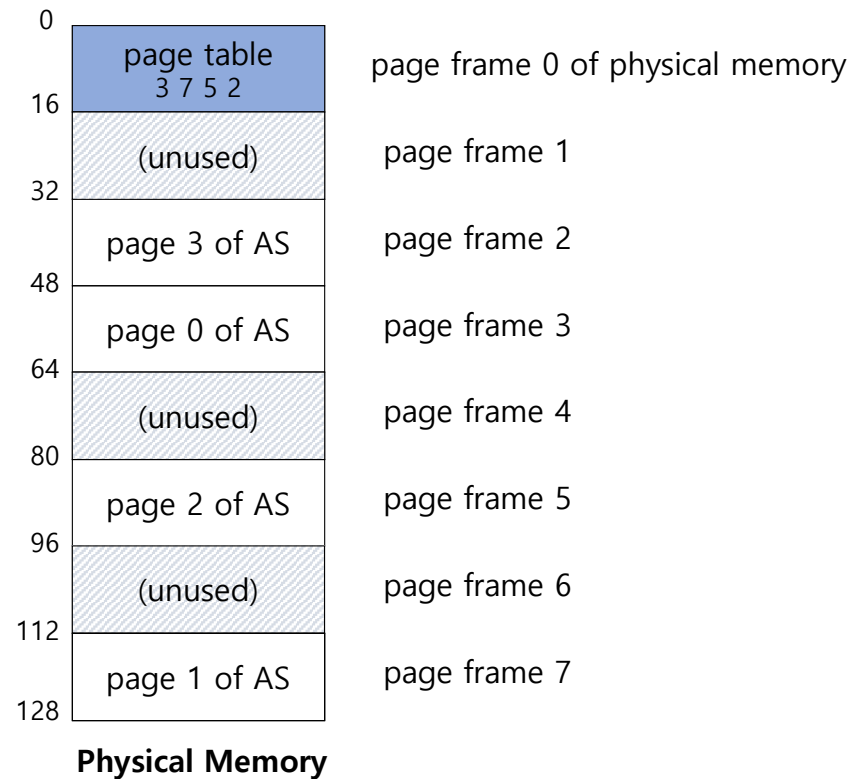 0
page table
3 7 5 2
page frame 0 of physical memory
16
(unused)
page frame 1
32
page 3 of AS
page frame 2
48
page 0 of AS
page frame 3
64
(unused)
page frame 4
80
page 2 of AS
page frame 5
96
(unused)
page frame 6
112
page 1 of AS
page frame 7
128
Physical Memory